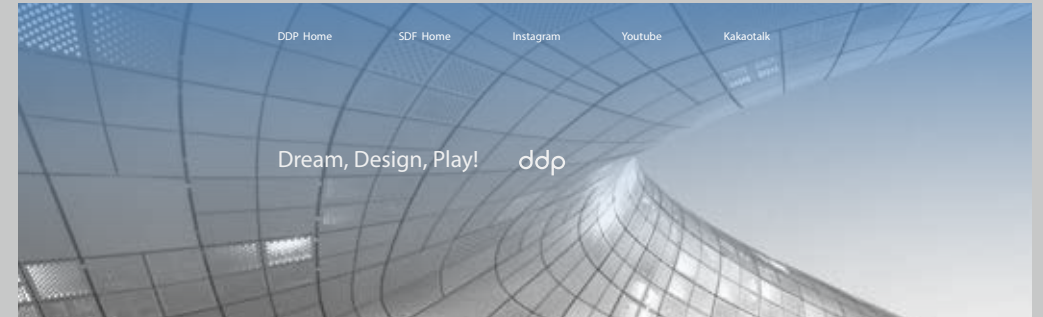 DDP Home SDF Home Instagram Youtube Kakaotalk
Dream, Design, Play! ddp